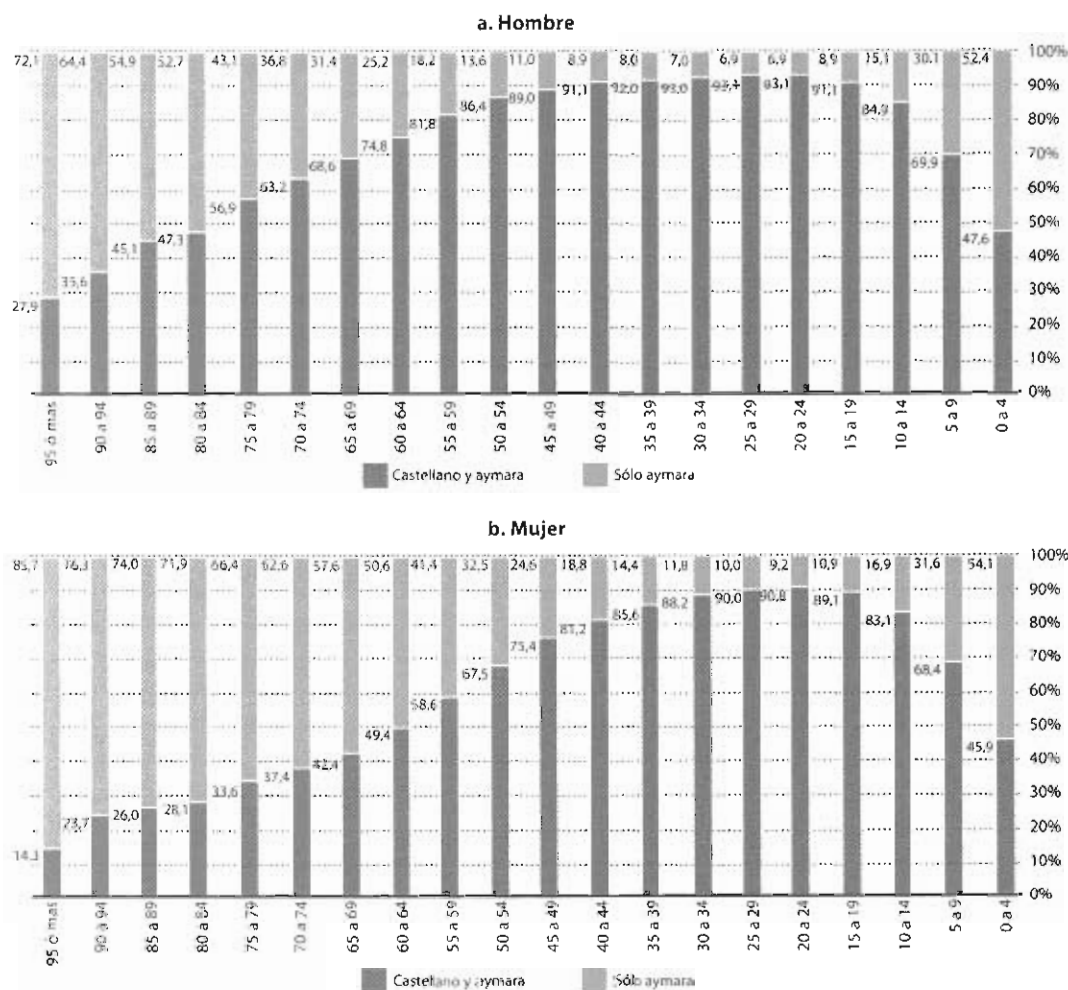 a. Hombre
72,1 64,4 54,9 52,7 43,1 36,8 31,4 25,2 18,2 13,6 11,0 8,9 8,0 7,0 6,9 6,9 8,9 15,1 30,1 52,4 100%
91,1 92,0 93,0 93,1 93,1 91,1 90%
86,4 89,0 84,9
81,8 80%
74,8
68,6 69,9 70%
63,2
56,9 60%
47,3 47,6 50%
45,1
35,6 40%
27,9 30%
20%
10%
0%
95 ó mas 90 a 94 85 a 89 80 a 84 75 a 79 70 a 74 65 a 69 60 a 64 55 a 59 50 a 54 45 a 49 40 a 44 35 a 39 30 a 34 25 a 29 20 a 24 15 a 19 10 a 14 5 a 9 0 a 4
Castellano y aymara Sólo aymara
b. Mujer
85,7 76,3 74,0 71,9 66,4 62,6 57,6 50,6 41,4 32,5 24,6 18,8 14,4 11,8 10,0 9,2 10,9 16,9 31,6 54,1 100%
88,2 90,0 90,8 89,1 90%
81,2 85,6 83,1 80%
75,4
67,5 68,4 70%
58,6 60%
49,4 50%
42,4 45,9 40%
33,6 37,4
26,0 28,1 30%
23,7 20%
14,3 10%
0%
95 ó mas 90 a 94 85 a 89 80 a 84 75 a 79 70 a 74 65 a 69 60 a 64 55 a 59 50 a 54 45 a 49 40 a 44 35 a 39 30 a 34 25 a 29 20 a 24 15 a 19 10 a 14 5 a 9 0 a 4
Castellano y aymara Sólo aymara